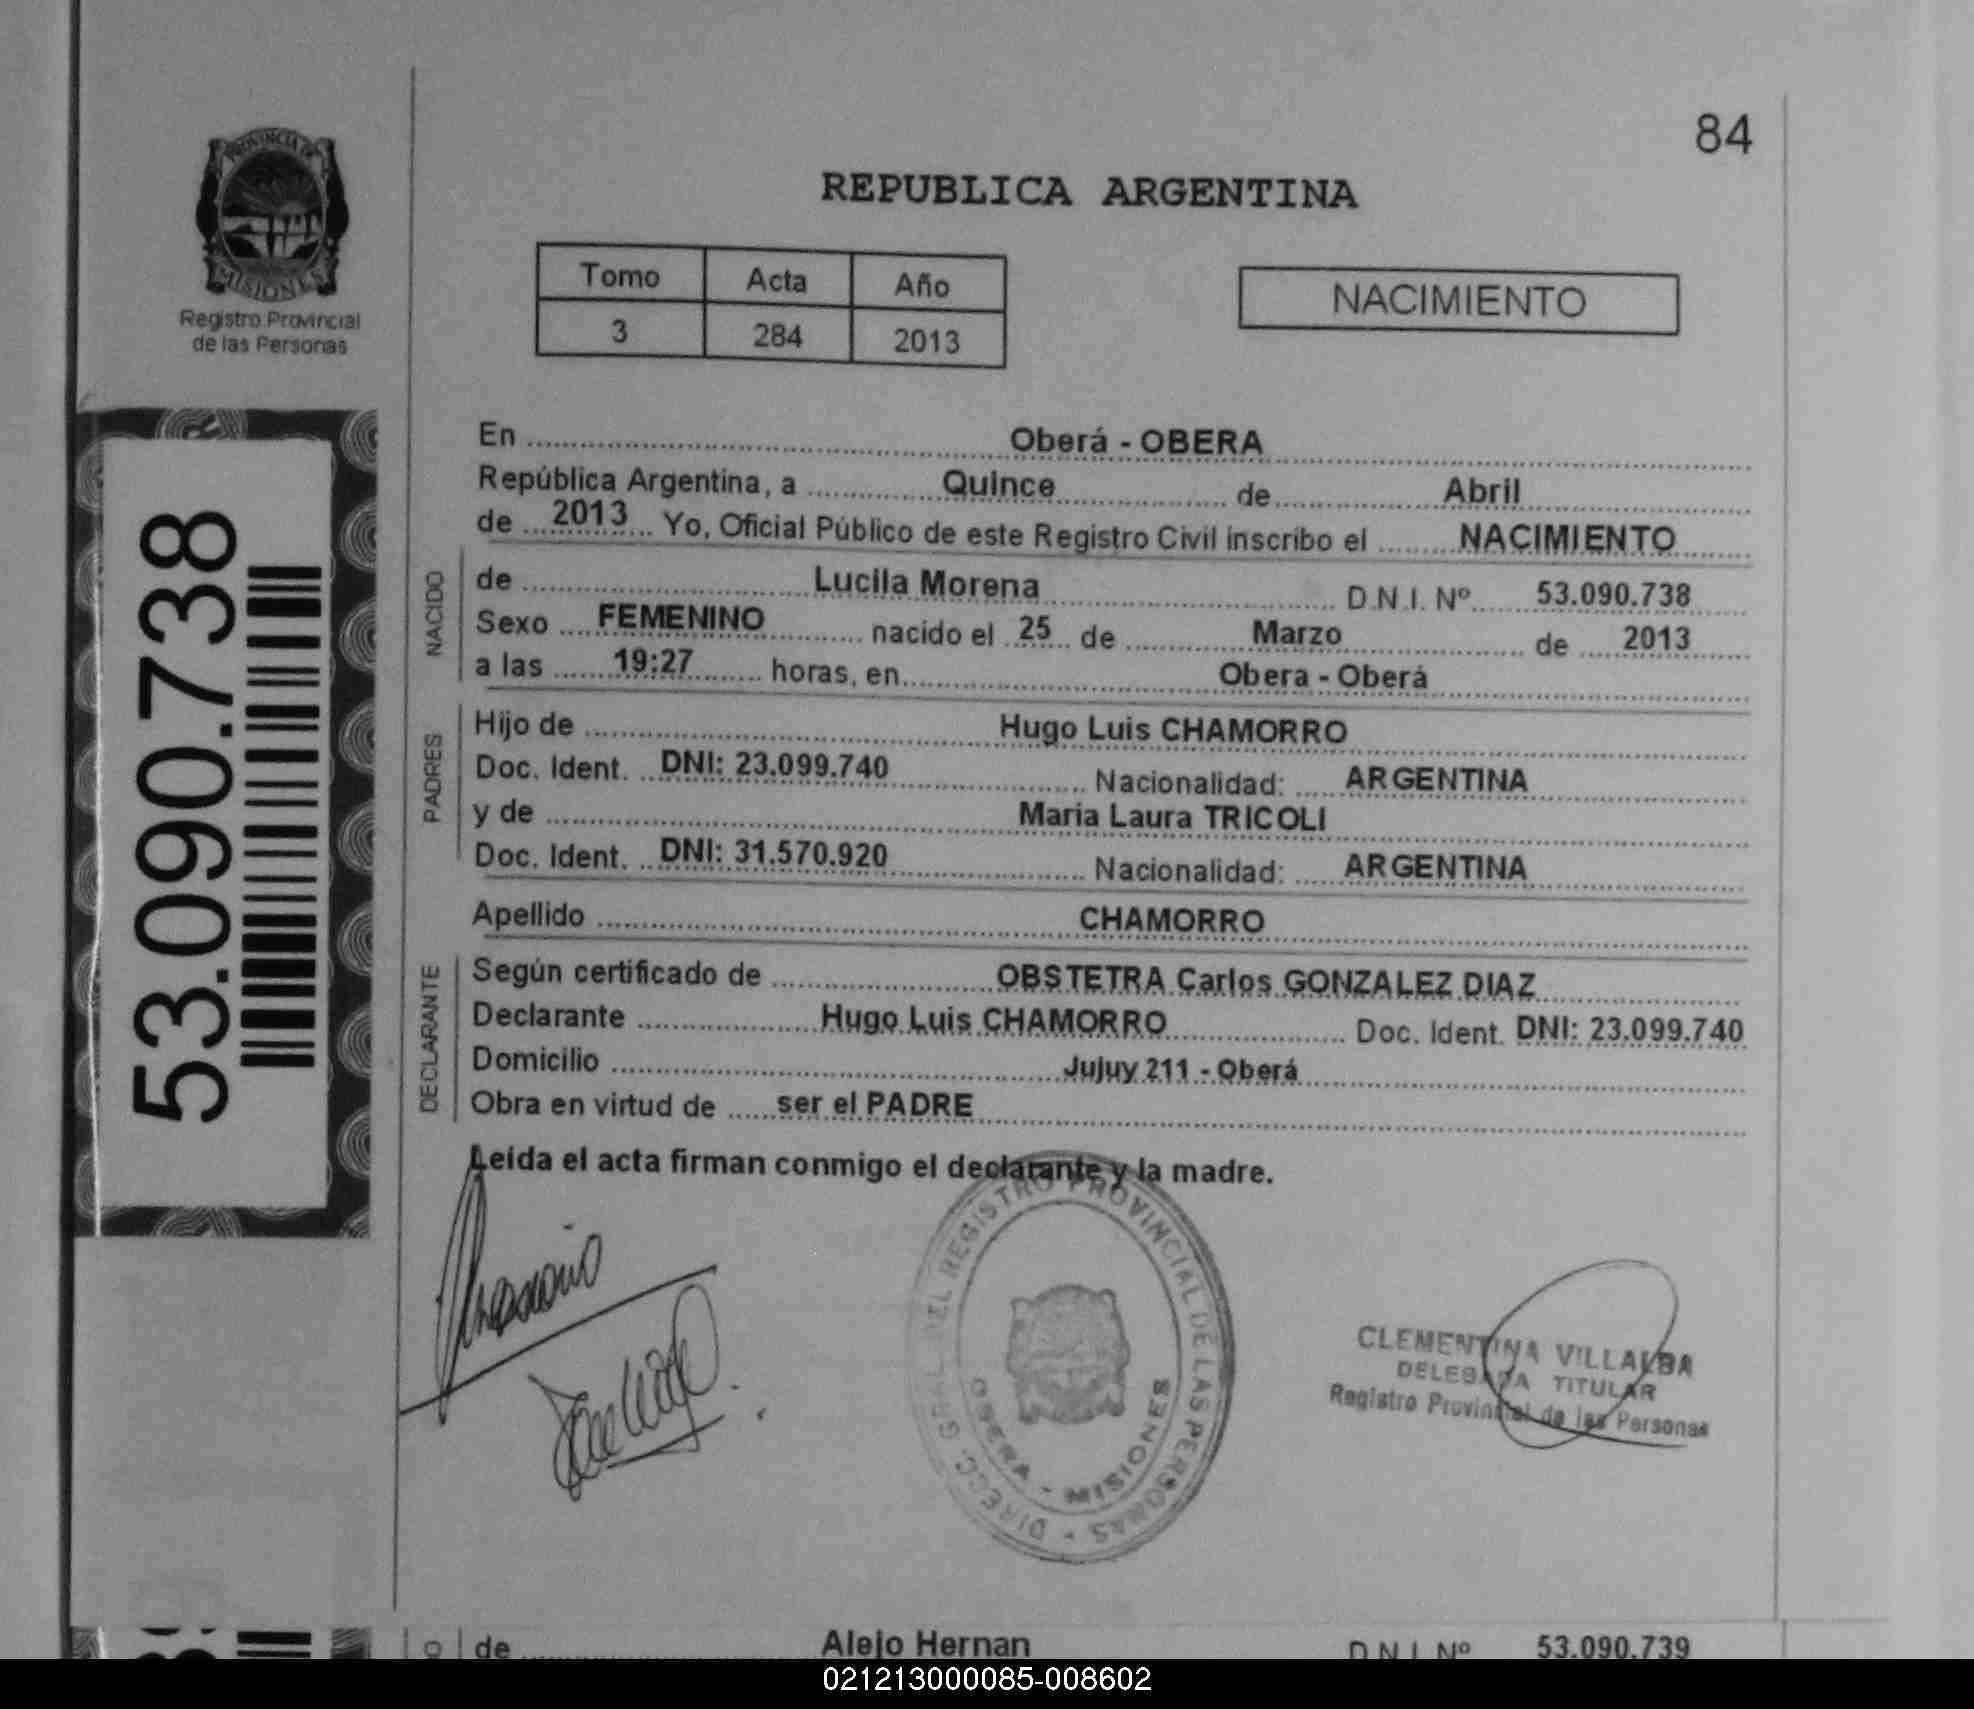 84
PROVINCIA DE
MISIONES
Registro Provincial
de las Personas
REPUBLICA ARGENTINA
Tomo Acta Año
3 284 2013
NACIMIENTO
53.090.738
En Oberá - OBERA
República Argentina, a Quince de Abril
de 2013 Yo, Oficial Público de este Registro Civil inscribo el NACIMIENTO
NACIDO
de Lucila Morena D.N.I. Nº 53.090.738
Sexo FEMENINO nacido el 25 de Marzo de 2013
a las 19:27 horas, en Obera - Oberá
PADRES
Hijo de Hugo Luis CHAMORRO
Doc. Ident. DNI: 23.099.740 Nacionalidad: ARGENTINA
y de Maria Laura TRICOLI
Doc. Ident. DNI: 31.570.920 Nacionalidad: ARGENTINA
Apellido CHAMORRO
DECLARANTE
Según certificado de OBSTETRA Carlos GONZALEZ DIAZ
Declarante Hugo Luis CHAMORRO Doc. Ident. DNI: 23.099.740
Domicilio Jujuy 211 - Oberá
Obra en virtud de ser el PADRE
Leida el acta firman conmigo el declarante y la madre.
DIRECC. GRAL. DEL REGISTRO PROVINCIAL DE LAS PERSONAS -
OBERA - MISIONES
CLEMENTINA VILLALBA
DELEGADA TITULAR
Registro Provincial de las Personas
de Alejo Hernan D.N.I. Nº 53.090.739
021213000085-008602